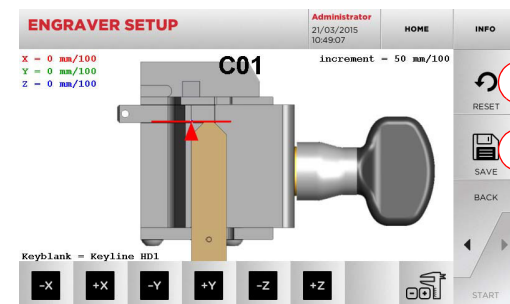 ENGRAVER SETUP
Administrator
21/03/2015
10:49:07
HOME
INFO
X = 0 mm/100
Y = 0 mm/100
Z = 0 mm/100
C01
increment = 50 mm/100
RESET
SAVE
BACK
Keyblank = Keyline HD1
-X
+X
-Y
+Y
-Z
+Z
START